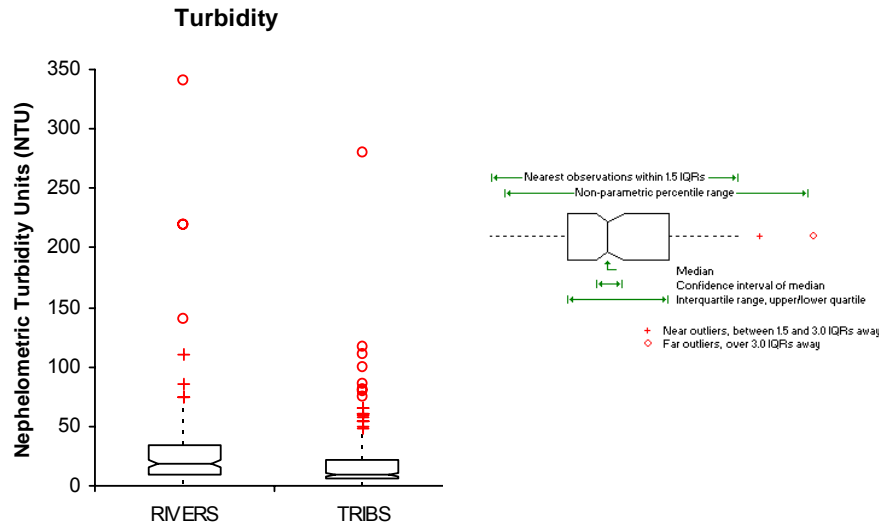 Turbidity
Nephelometric Turbidity Units (NTU)
350
300
250
200
150
100
50
0
RIVERS
TRIBS
Nearest observations within 1.5 IQRs
Non-parametric percentile range
Median
Confidence interval of median
Interquartile range, upper/lower quartile
+ Near outliers, between 1.5 and 3.0 IQRs away
Far outliers, over 3.0 IQRs away